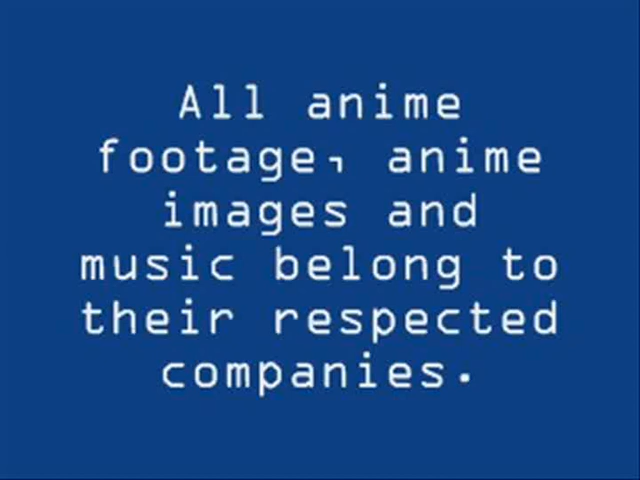 All anime
footage, anime
images and
music belong to
their respected
companies.